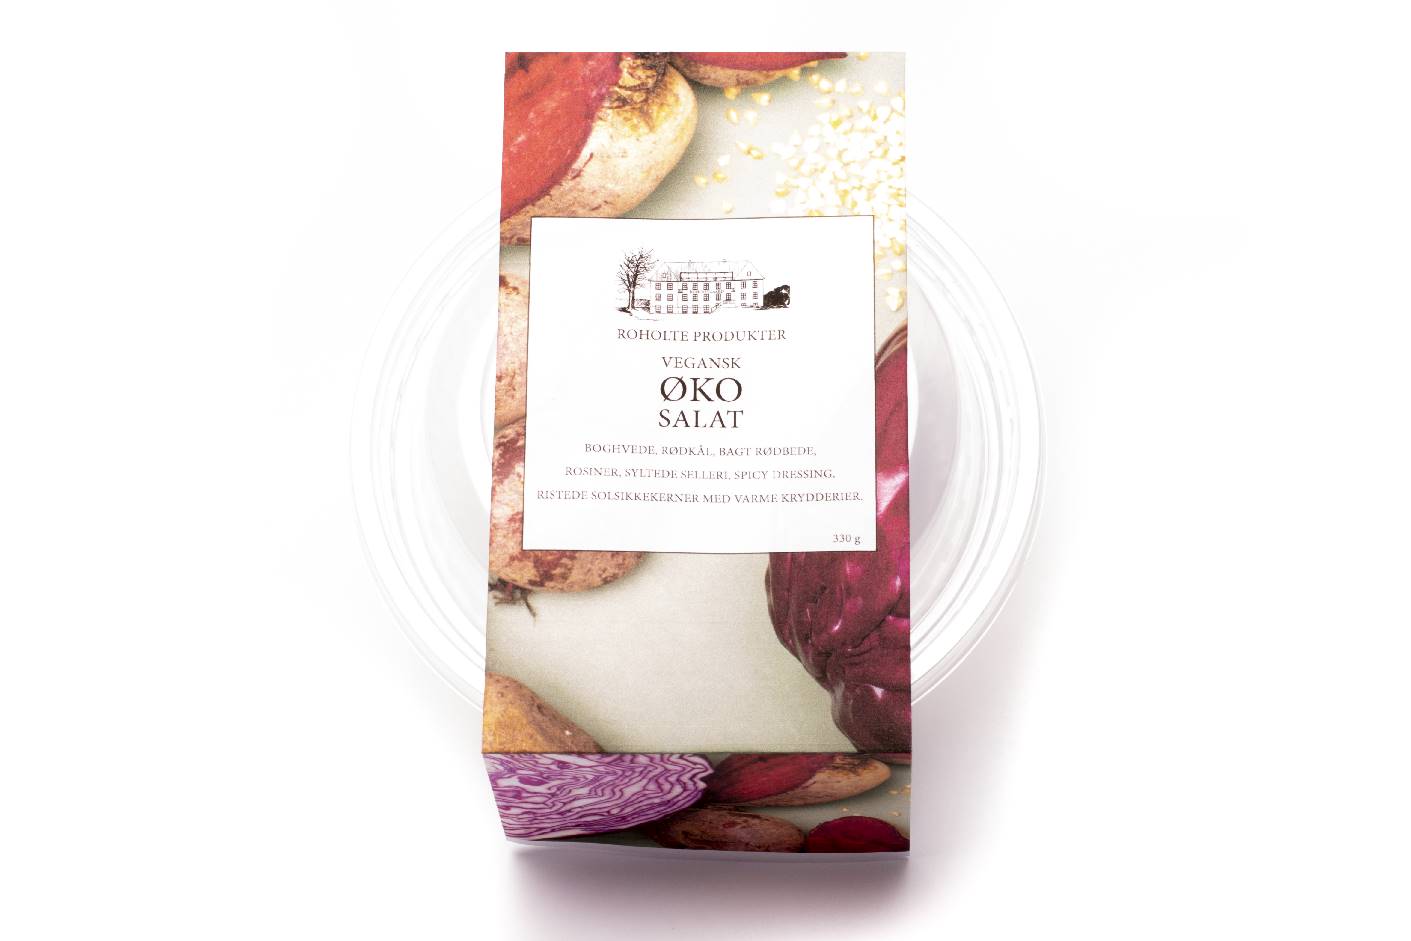 ROHOLTE PRODUKTER
VEGANSK
ØKO
SALAT
BOGHVEDE, RØDKÅL, BAGT RØDBEDE,
ROSINER, SYLTEDE SELLERI, SPICY DRESSING,
RISTEDE SOLSIKKEKERNER MED VARME KRYDDERIER.
330 g